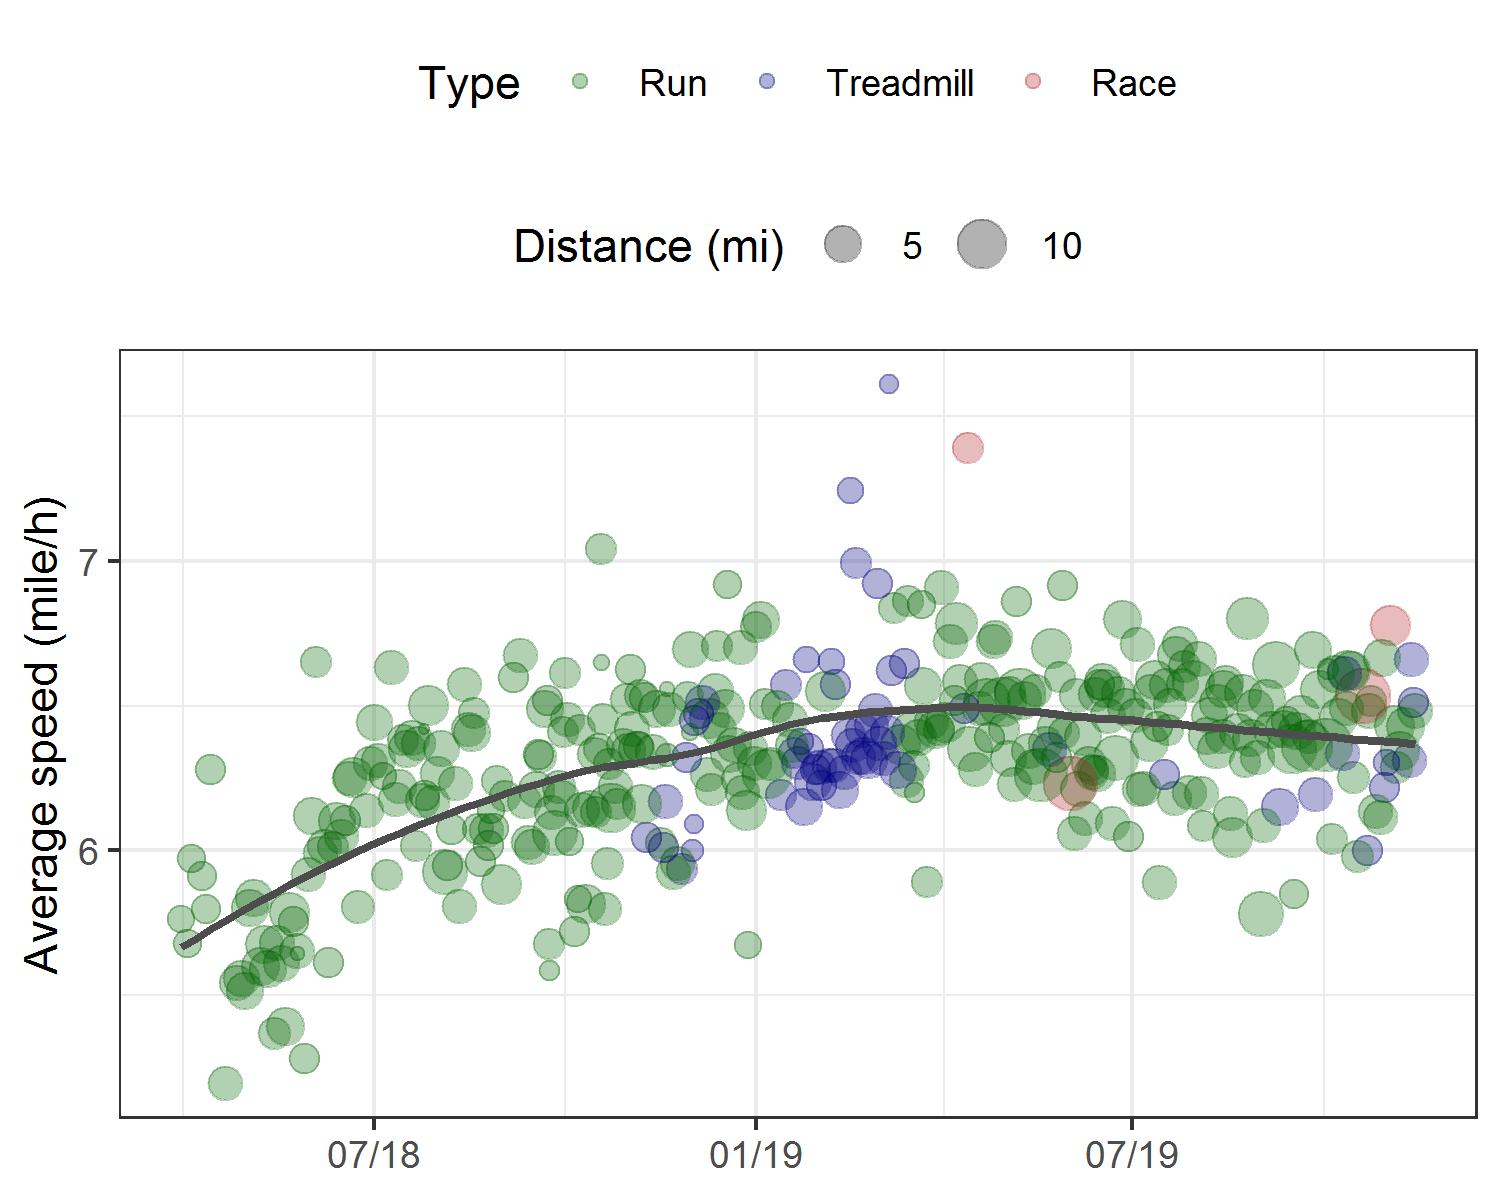 Type Run Treadmill Race
Distance (mi) 5 10
Average speed (mile/h)
7
6
07/18 01/19 07/19